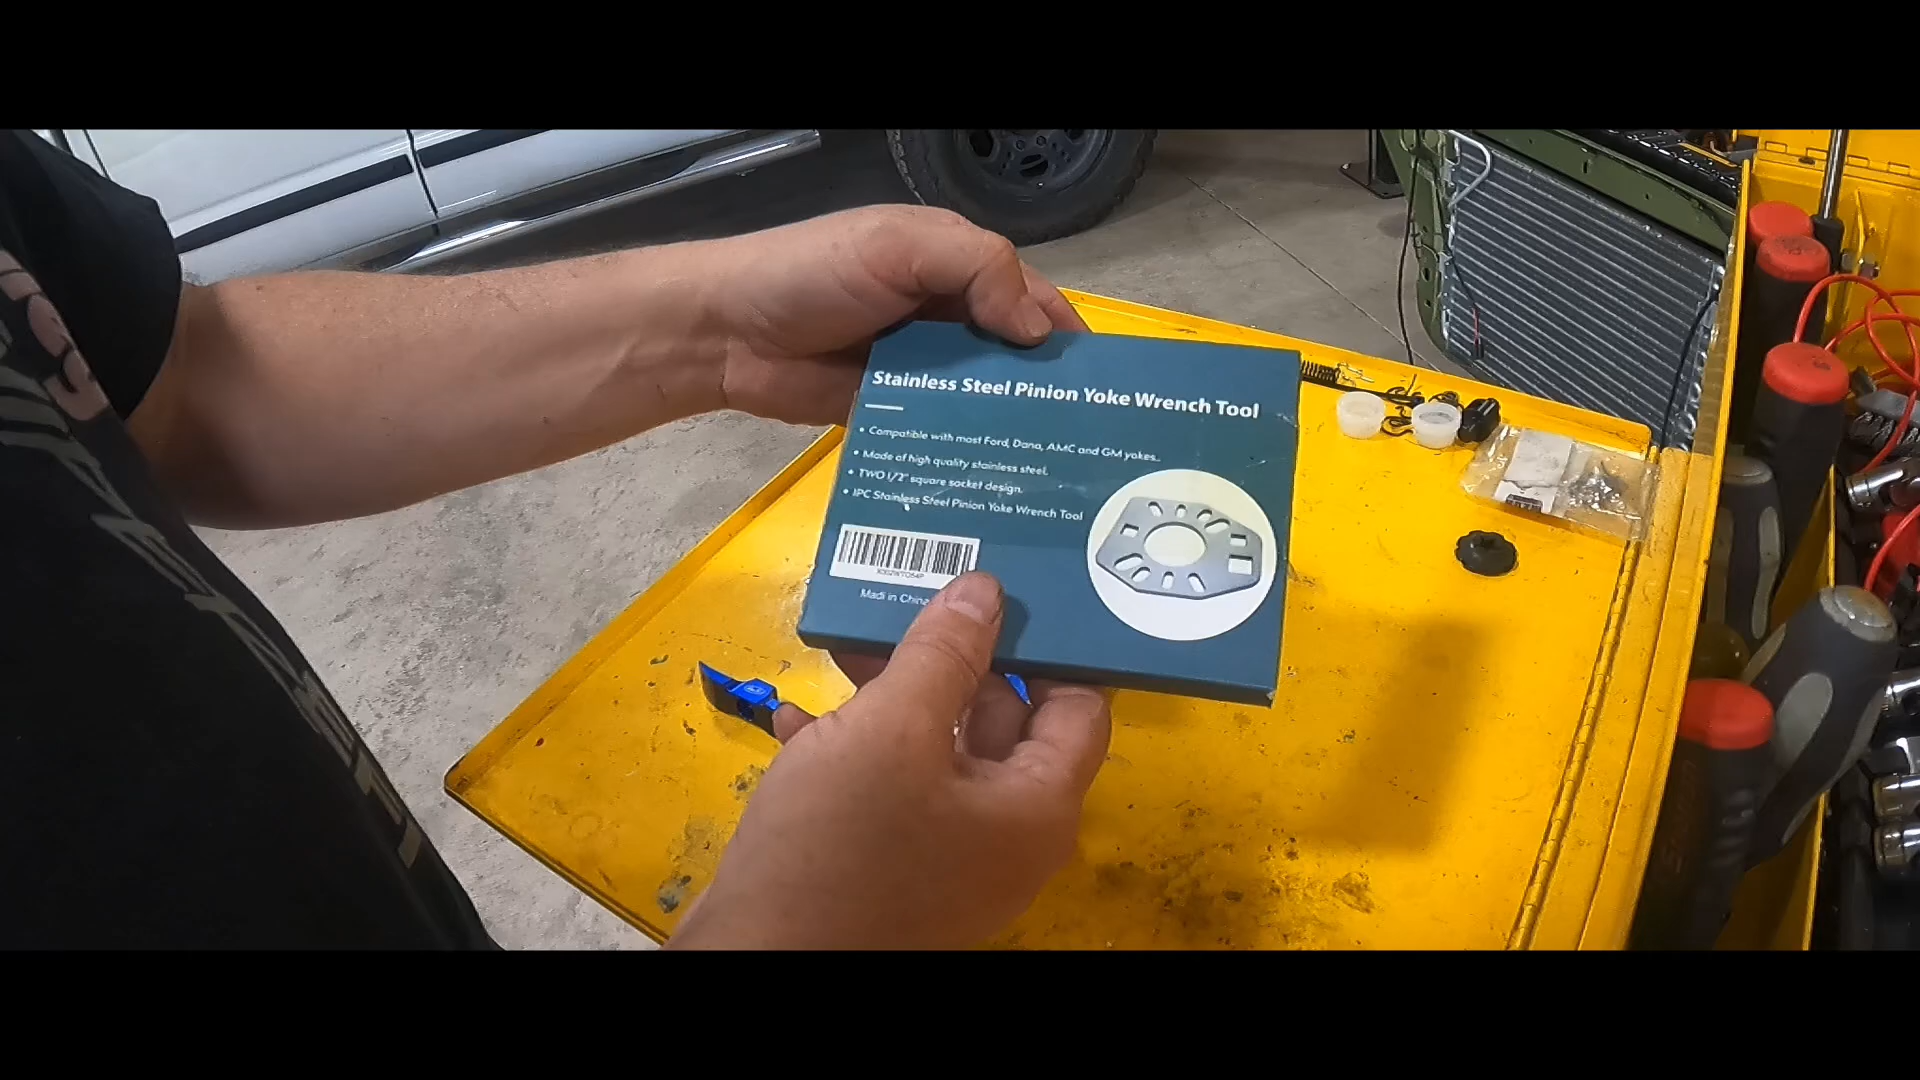 Stainless Steel Pinion Yoke Wrench Tool
• Compatible with most Ford, Dana, AMC and GM yokes..
• Made of high quality stainless steel.
• TWO 1/2" square socket design.
• 1PC Stainless Steel Pinion Yoke Wrench Tool
Madi in China